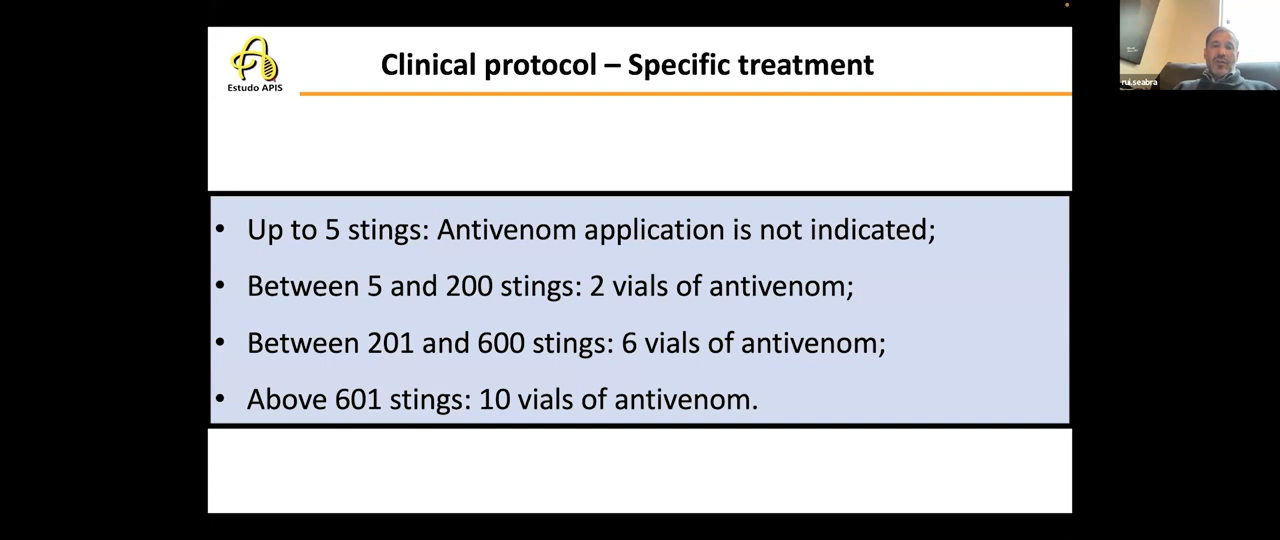 Estudo APIS
Clinical protocol – Specific treatment
rui.seabra
• Up to 5 stings: Antivenom application is not indicated;
• Between 5 and 200 stings: 2 vials of antivenom;
• Between 201 and 600 stings: 6 vials of antivenom;
• Above 601 stings: 10 vials of antivenom.